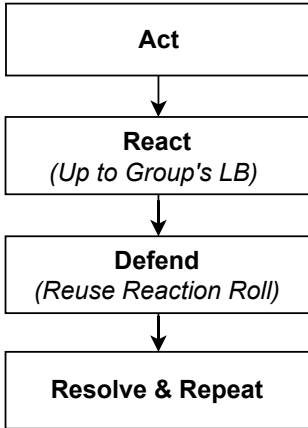 Act
React
(Up to Group's LB)
Defend
(Reuse Reaction Roll)
Resolve & Repeat